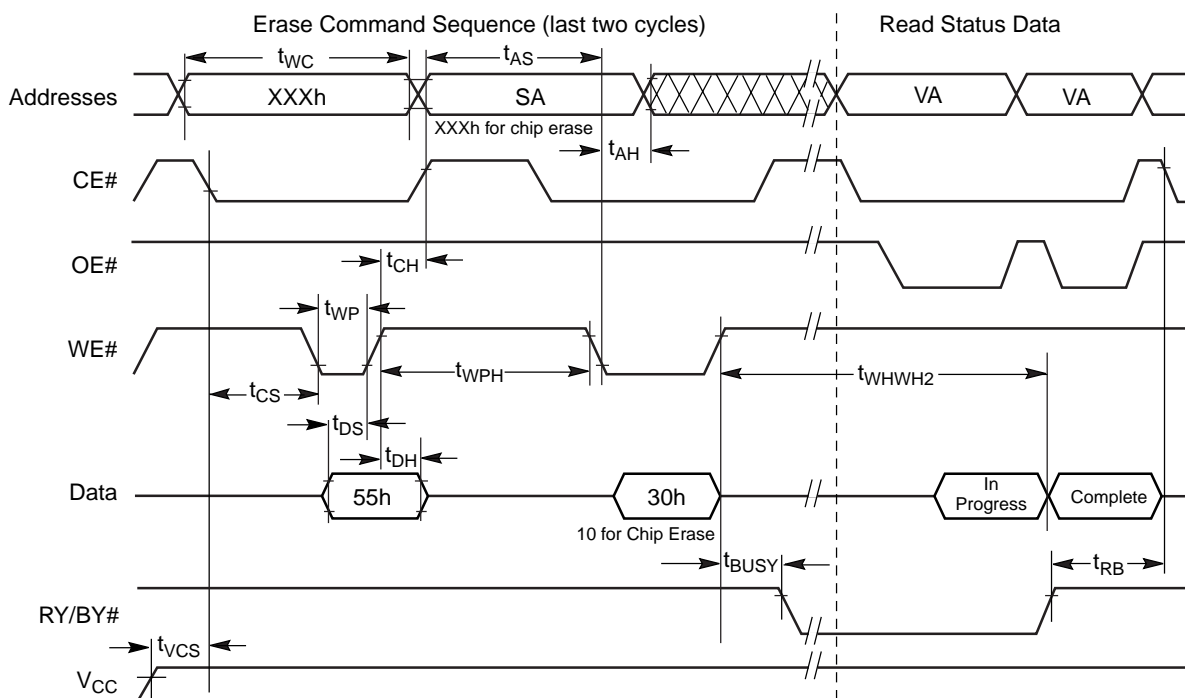 Erase Command Sequence (last two cycles)
Read Status Data
tWC
tAS
Addresses
XXXh
SA
VA
VA
XXXh for chip erase
tAH
CE#
OE#
tCH
tWP
WE#
tWPH
tWHWH2
tCS
tDS
tDH
Data
55h
30h
In
Progress
Complete
10 for Chip Erase
tBUSY
tRB
RY/BY#
tVCS
VCC